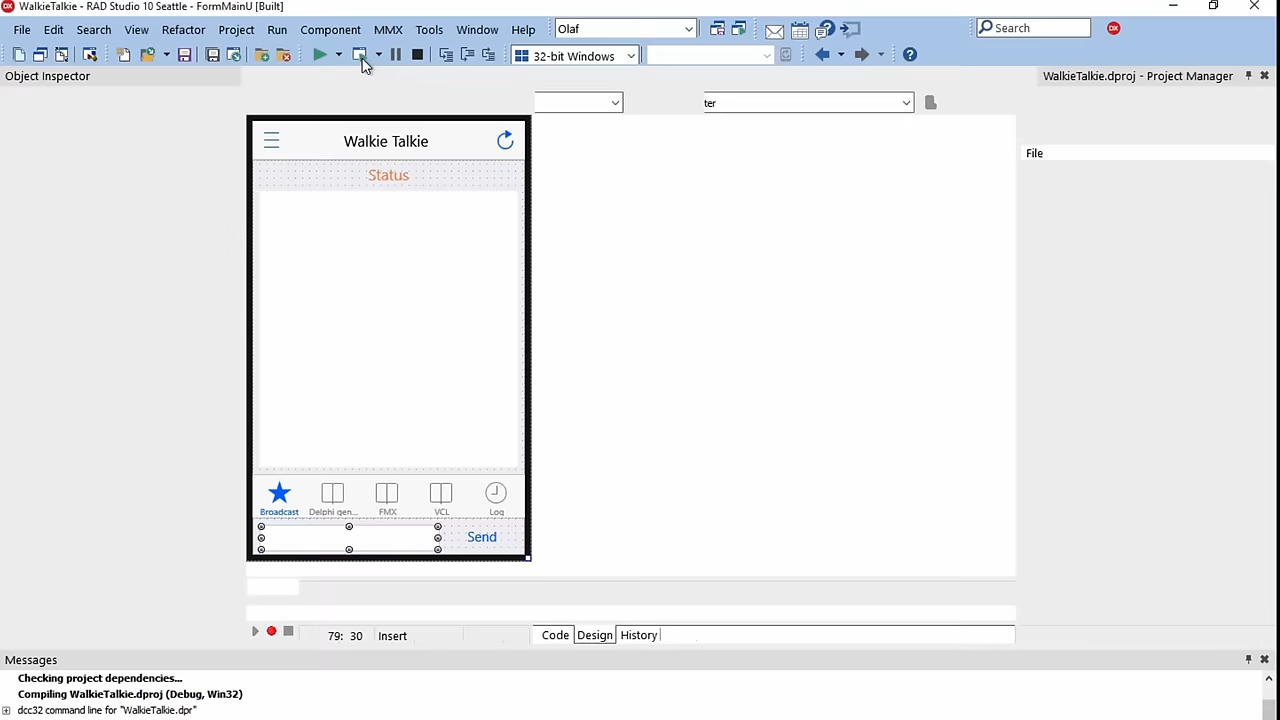 WalkieTalkie - RAD Studio 10 Seattle - FormMainU [Built]
File Edit Search View Refactor Project Run Component MMX Tools Window Help Olaf Search
32-bit Windows
Object Inspector
WalkieTalkie.dproj - Project Manager
ter
Walkie Talkie
File
Status
Broadcast Delphi gen... FMX VCL Log
Send
79: 30 Insert Code Design History
Messages
Checking project dependencies...
Compiling WalkieTalkie.dproj (Debug, Win32)
dcc32 command line for "WalkieTalkie.dpr"